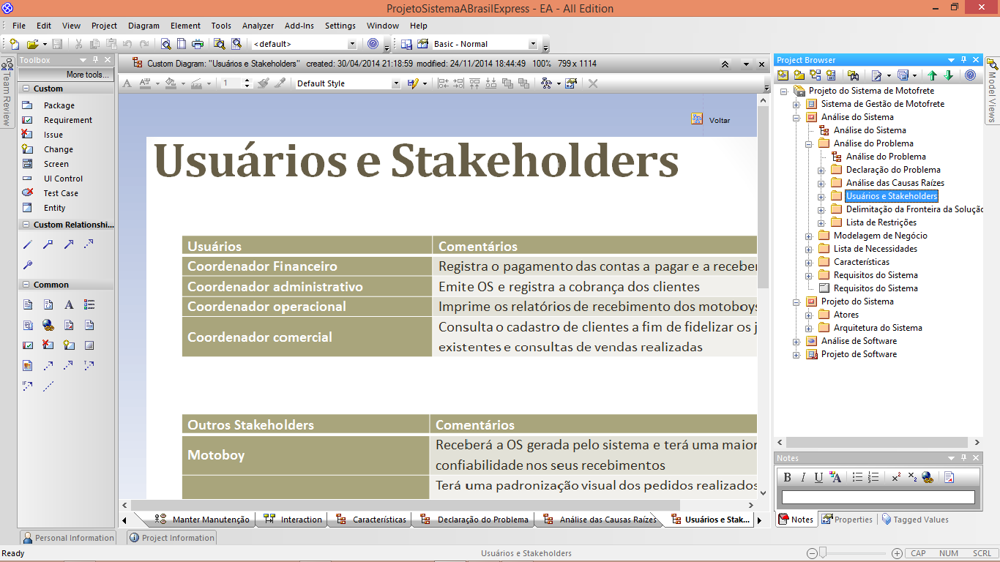 ProjetoSistemaABrasilExpress - EA - All Edition
File Edit View Project Diagram Element Tools Analyzer Add-Ins Settings Window Help
<default>
Basic - Normal
Toolbox
More tools...
Custom
Package
Requirement
Issue
Change
Screen
UI Control
Test Case
Entity
Custom Relationshi...
Common
Team Review
Custom Diagram: "Usuários e Stakeholders" created: 30/04/2014 21:18:59 modified: 24/11/2014 18:44:49 100% 799 x 1114
1
Default Style
Voltar
Usuários e Stakeholders
Usuários Comentários
Coordenador Financeiro Registra o pagamento das contas a pagar e a receber
Coordenador administrativo Emite OS e registra a cobrança dos clientes
Coordenador operacional Imprime os relatórios de recebimento dos motoboys
Coordenador comercial Consulta o cadastro de clientes a fim de fidelizar os j
existentes e consultas de vendas realizadas
Outros Stakeholders Comentários
Motoboy Receberá a OS gerada pelo sistema e terá uma maior
confiabilidade nos seus recebimentos
Terá uma padronização visual dos pedidos realizados
Manter Manutenção Interaction Características Declaração do Problema Análise das Causas Raízes Usuários e Stak...
Project Browser
Projeto do Sistema de Motofrete
Sistema de Gestão de Motofrete
Análise do Sistema
Análise do Sistema
Análise do Problema
Análise do Problema
Declaração do Problema
Análise das Causas Raízes
Usuários e Stakeholders
Delimitação da Fronteira da Solução
Lista de Restrições
Modelagem de Negócio
Lista de Necessidades
Características
Requisitos do Sistema
Requisitos do Sistema
Projeto do Sistema
Atores
Arquitetura do Sistema
Análise de Software
Projeto de Software
Model Views
Notes
B I U A x² x₂
Notes Properties Tagged Values
Personal Information Project Information
Ready Usuários e Stakeholders CAP NUM SCRL